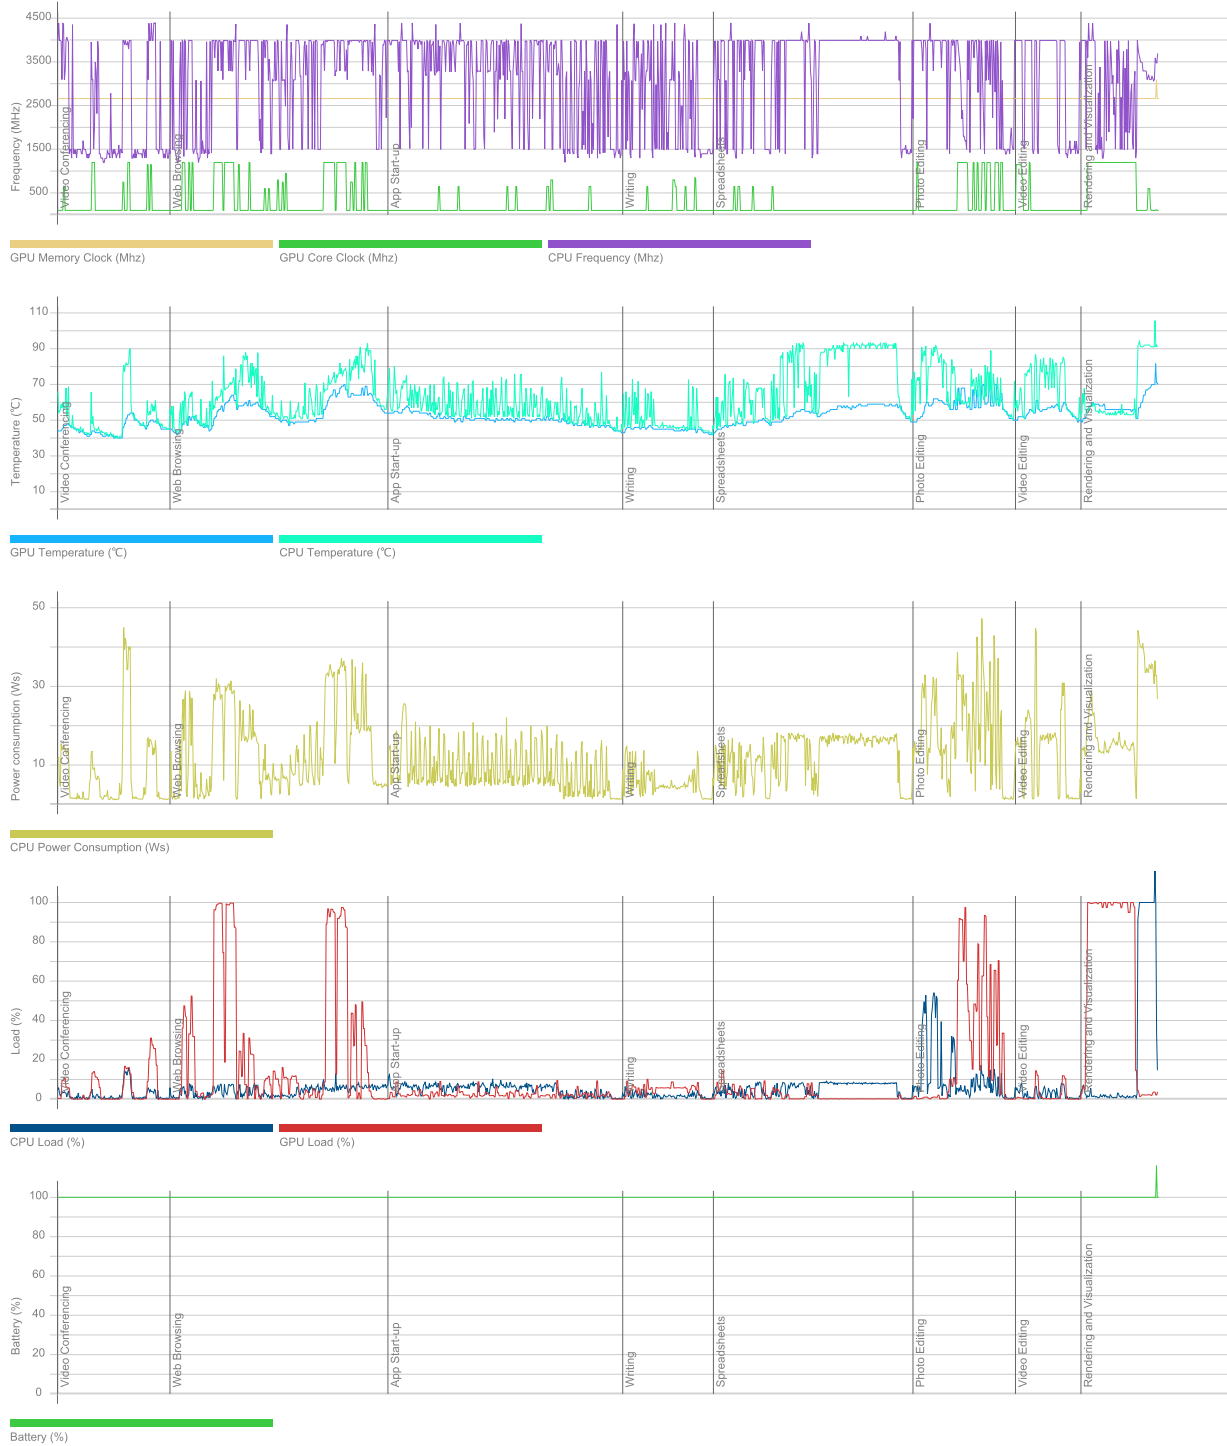 4500
3500
2500
1500
500
Frequency (MHz)
Video Conferencing
Web Browsing
App Start-up
Writing
Spreadsheets
Photo Editing
Video Editing
Rendering and Visualization
GPU Memory Clock (Mhz)
GPU Core Clock (Mhz)
CPU Frequency (Mhz)
110
90
70
50
30
10
Temperature (℃)
Video Conferencing
Web Browsing
App Start-up
Writing
Spreadsheets
Photo Editing
Video Editing
Rendering and Visualization
GPU Temperature (℃)
CPU Temperature (℃)
50
30
10
Power consumption (Ws)
Video Conferencing
Web Browsing
App Start-up
Writing
Spreadsheets
Photo Editing
Video Editing
Rendering and Visualization
CPU Power Consumption (Ws)
100
80
60
40
20
0
Load (%)
Video Conferencing
Web Browsing
App Start-up
Writing
Spreadsheets
Photo Editing
Video Editing
Rendering and Visualization
CPU Load (%)
GPU Load (%)
100
80
60
40
20
0
Battery (%)
Video Conferencing
Web Browsing
App Start-up
Writing
Spreadsheets
Photo Editing
Video Editing
Rendering and Visualization
Battery (%)